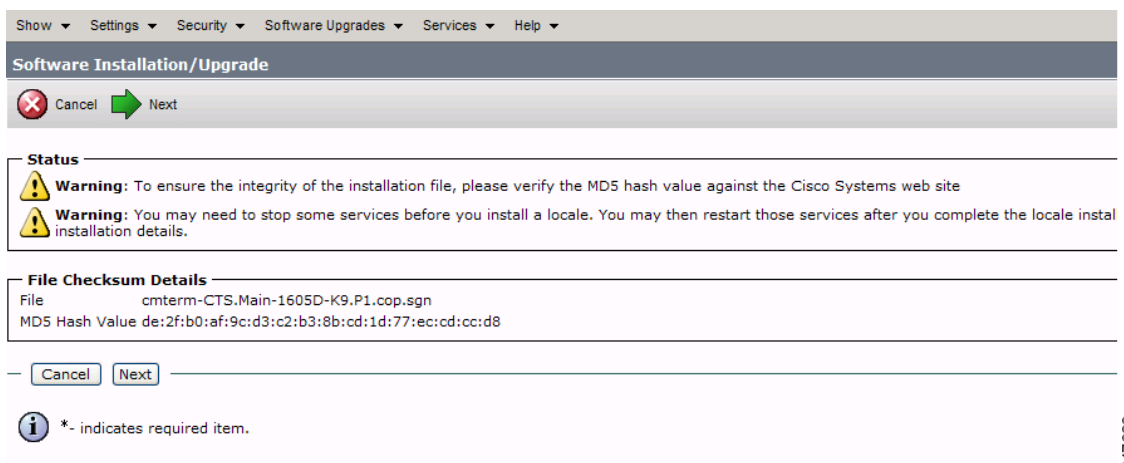 Show Settings Security Software Upgrades Services Help
Software Installation/Upgrade
Cancel Next
Status
Warning: To ensure the integrity of the installation file, please verify the MD5 hash value against the Cisco Systems web site
Warning: You may need to stop some services before you install a locale. You may then restart those services after you complete the locale instal
installation details.
File Checksum Details
File cmterm-CTS.Main-1605D-K9.P1.cop.sgn
MD5 Hash Value de:2f:b0:af:9c:d3:c2:b3:8b:cd:1d:77:ec:cd:cc:d8
Cancel Next
*- indicates required item.